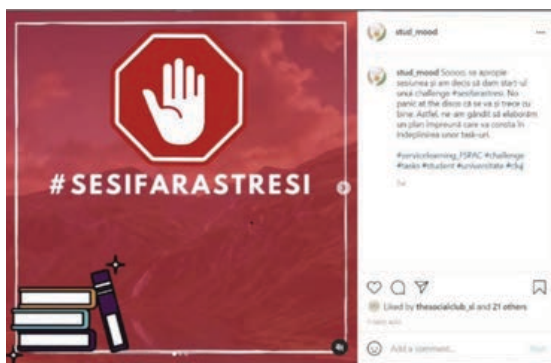 #SESIFARASTRESI
stud_mood
stud_mood Soooo, se apropie
sesiunea și am decis să dăm start-ul
unui challenge #sesifarastresi. No
panic at the disco că se va și trece cu
bine. Astfel, ne-am gândit să elaborăm
un plan împreună care va consta în
îndeplinirea unor task-uri.
#servicelearning_FSPAC #challenge
#tasks #student #universitate #cluj
Liked by thesocialclub_sl and 21 others
Add a comment...